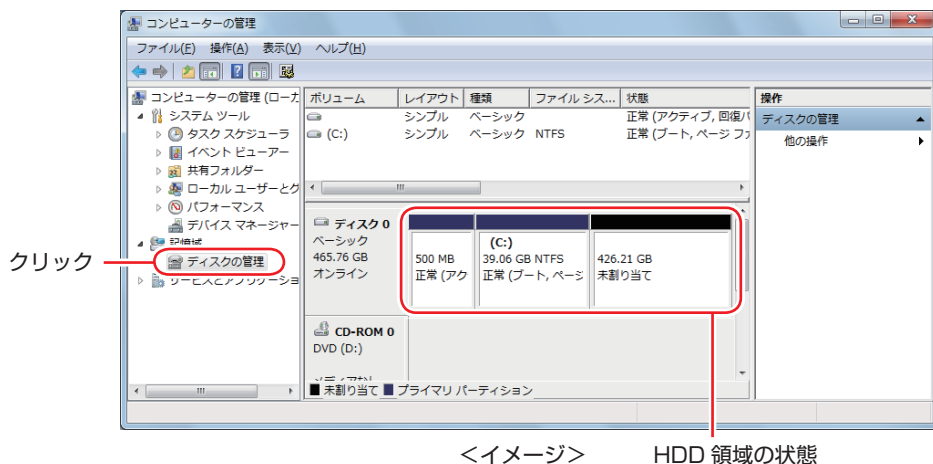 コンピューターの管理
ファイル(F) 操作(A) 表示(V) ヘルプ(H)
コンピューターの管理 (ローカ
システム ツール
タスク スケジューラ
イベント ビューアー
共有フォルダー
ローカル ユーザーとグ
パフォーマンス
デバイス マネージャー
記憶域
ディスクの管理
サービスとアプリケーショ
クリック
ボリューム レイアウト 種類 ファイル シス... 状態
シンプル ベーシック 正常 (アクティブ, 回復パ
(C:) シンプル ベーシック NTFS 正常 (ブート, ページ ファ
ディスク 0
ベーシック
465.76 GB
オンライン
500 MB
正常 (アク
(C:)
39.06 GB NTFS
正常 (ブート, ページ
426.21 GB
未割り当て
CD-ROM 0
DVD (D:)
未割り当て プライマリ パーティション
操作
ディスクの管理
他の操作
＜イメージ＞
HDD 領域の状態